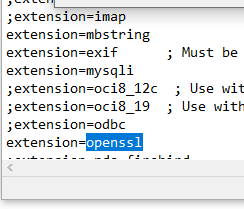 ;extension=imap
extension=mbstring
extension=exif ; Must be
extension=mysqli
;extension=oci8_12c ; Use wit
;extension=oci8_19 ; Use with
;extension=odbc
extension=openssl